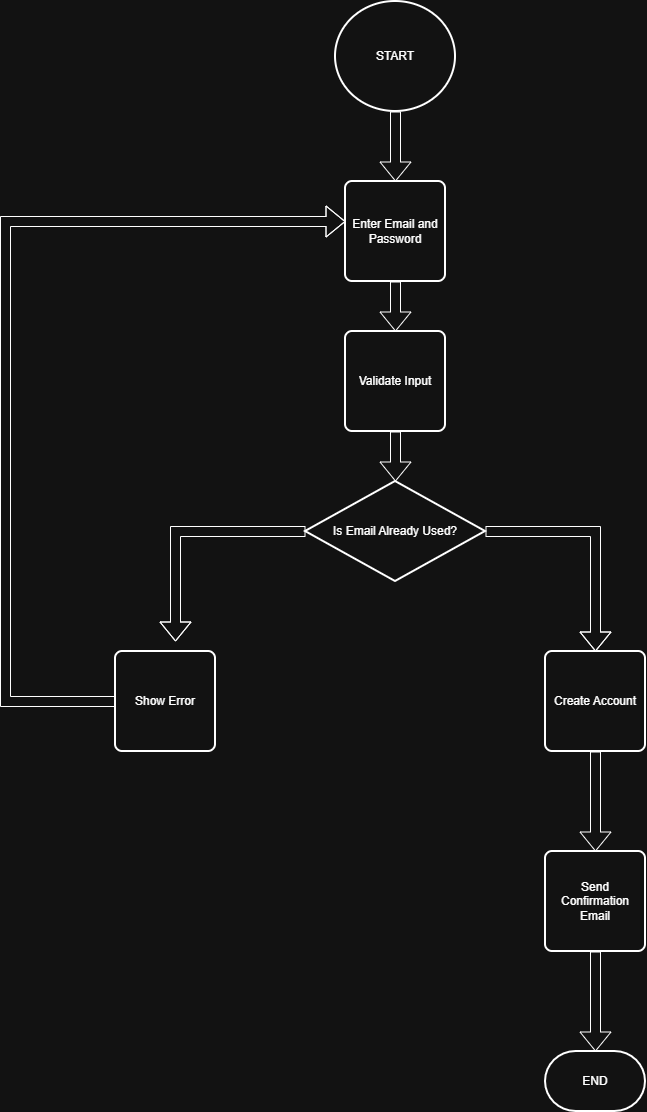 START
Enter Email and
Password
Validate Input
Is Email Already Used?
Show Error
Create Account
Send
Confirmation
Email
END